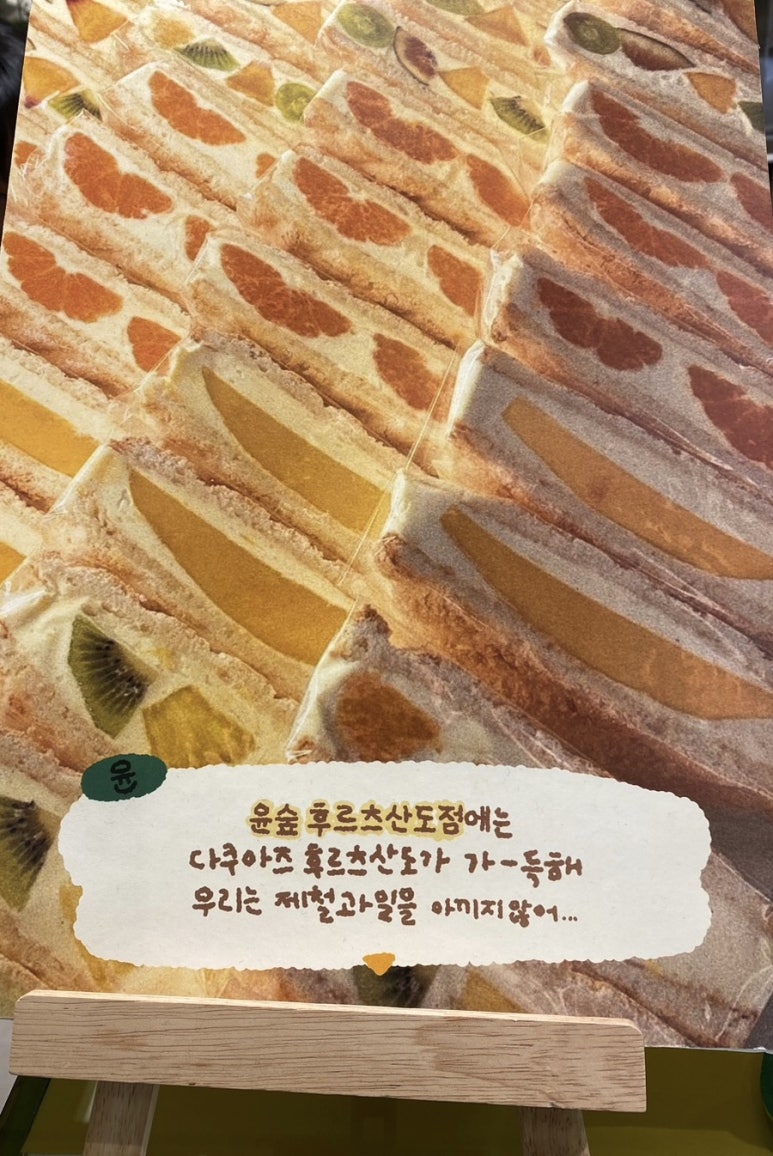 윤
윤숲 후르츠산도점에는
다쿠아즈 후르츠산도가 가-득해
우리는 제철과일을 아끼지않어...